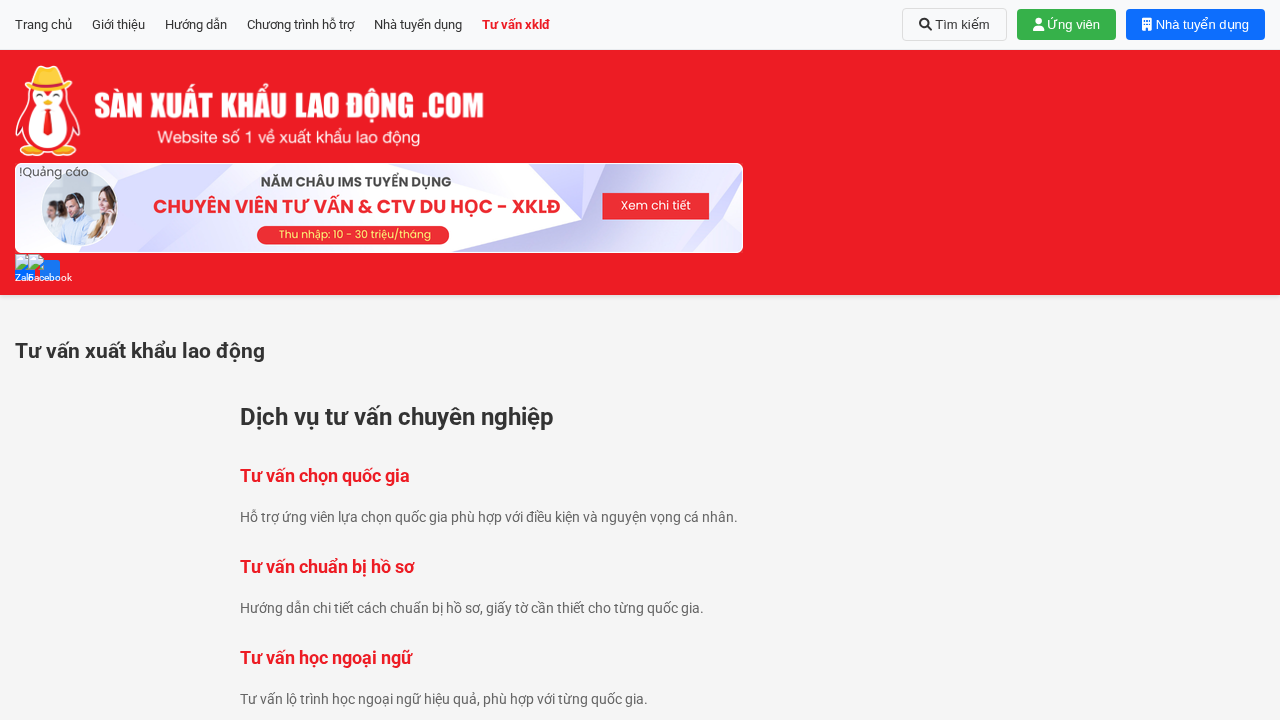 Trang chủ Giới thiệu Hướng dẫn Chương trình hỗ trợ Nhà tuyển dụng Tư vấn xklđ Tìm kiếm Ứng viên Nhà tuyển dụng
SÀN XUẤT KHẨU LAO ĐỘNG .COM
Website số 1 về xuất khẩu lao động
!Quảng cáo
NĂM CHÂU IMS TUYỂN DỤNG
CHUYÊN VIÊN TƯ VẤN & CTV DU HỌC - XKLĐ
Xem chi tiết
Thu nhập: 10 - 30 triệu/tháng
Zalo Facebook
Tư vấn xuất khẩu lao động
Dịch vụ tư vấn chuyên nghiệp
Tư vấn chọn quốc gia
Hỗ trợ ứng viên lựa chọn quốc gia phù hợp với điều kiện và nguyện vọng cá nhân.
Tư vấn chuẩn bị hồ sơ
Hướng dẫn chi tiết cách chuẩn bị hồ sơ, giấy tờ cần thiết cho từng quốc gia.
Tư vấn học ngoại ngữ
Tư vấn lộ trình học ngoại ngữ hiệu quả, phù hợp với từng quốc gia.